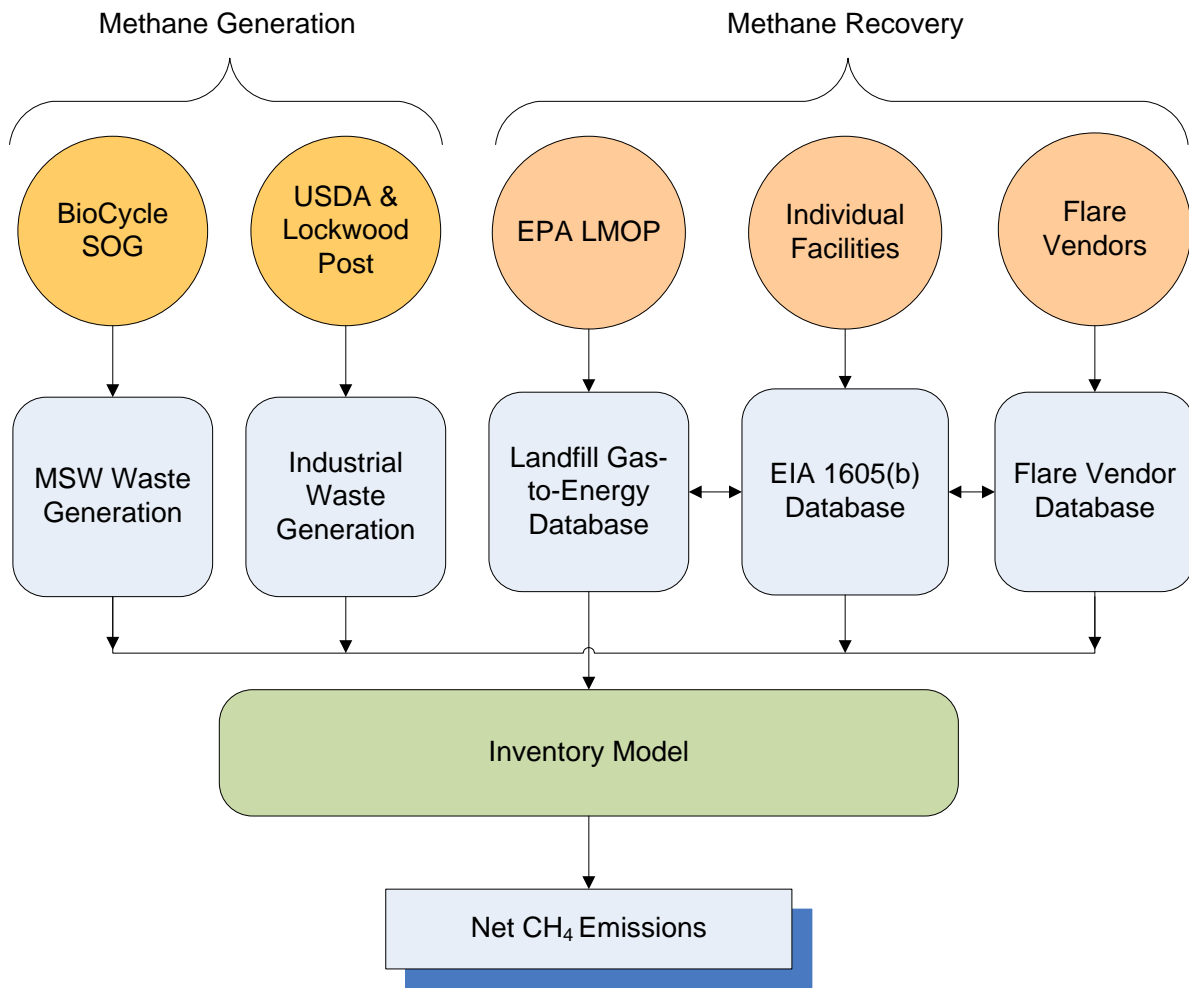 Methane Generation
Methane Recovery
BioCycle
SOG
USDA &
Lockwood
Post
EPA LMOP
Individual
Facilities
Flare
Vendors
MSW Waste
Generation
Industrial
Waste
Generation
Landfill Gas-
to-Energy
Database
EIA 1605(b)
Database
Flare Vendor
Database
Inventory Model
Net CH₄ Emissions